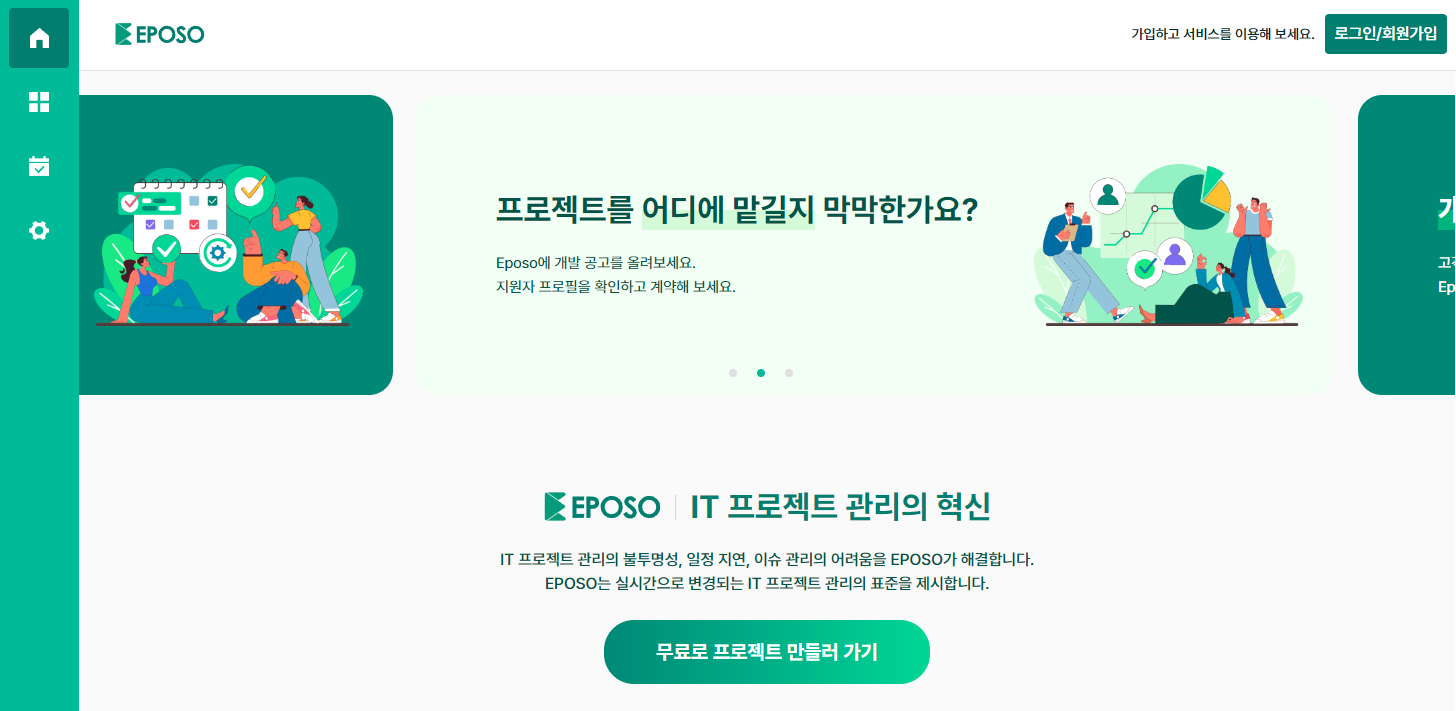 EPOSO
가입하고 서비스를 이용해 보세요.
로그인/회원가입
프로젝트를 어디에 맡길지 막막한가요?
Eposo에 개발 공고를 올려보세요.
지원자 프로필을 확인하고 계약해 보세요.
Ep
EPOSO
IT 프로젝트 관리의 혁신
IT 프로젝트 관리의 불투명성, 일정 지연, 이슈 관리의 어려움을 EPOSO가 해결합니다.
EPOSO는 실시간으로 변경되는 IT 프로젝트 관리의 표준을 제시합니다.
무료로 프로젝트 만들러 가기